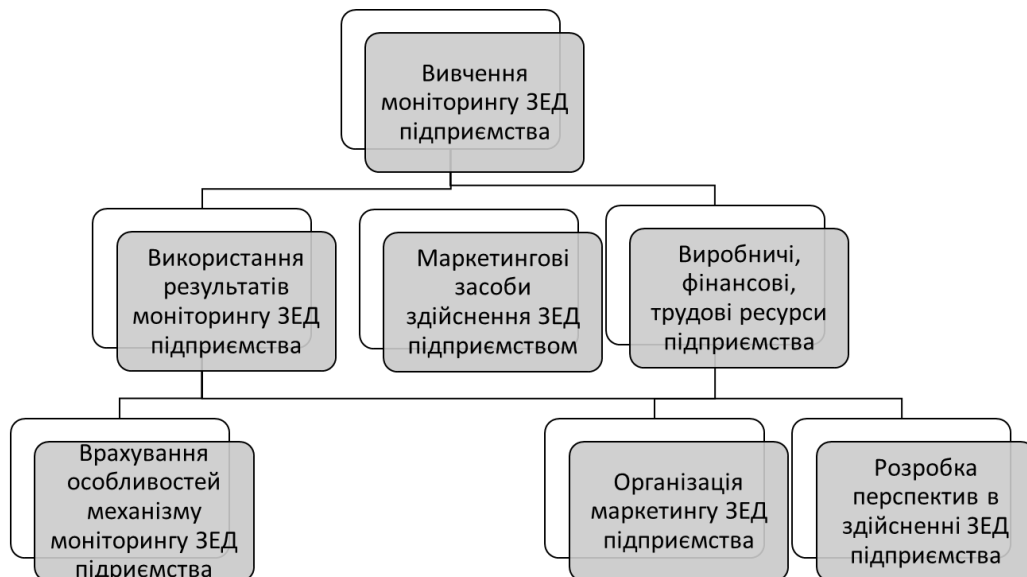 Вивчення
моніторингу ЗЕД
підприємства
Використання
результатів
моніторингу ЗЕД
підприємства
Маркетингові
засоби
здійснення ЗЕД
підприємством
Виробничі,
фінансові,
трудові ресурси
підприємства
Врахування
особливостей
механізму
моніторингу ЗЕД
підриємства
Організація
маркетингу ЗЕД
підприємства
Розробка
перспектив в
здійсненні ЗЕД
підприємства